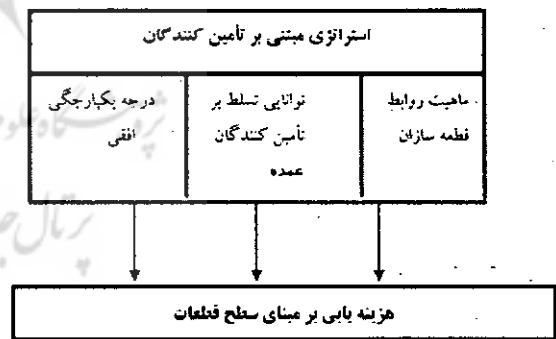 استراتژی مبتنی بر تأمین کنندگان
ماهیت روابط
قطعه سازان
توانایی تسلط بر
تأمین کنندگان
عمده
درجه یکپارچگی
افقی
هزینه یابی بر مبنای سطح قطعات